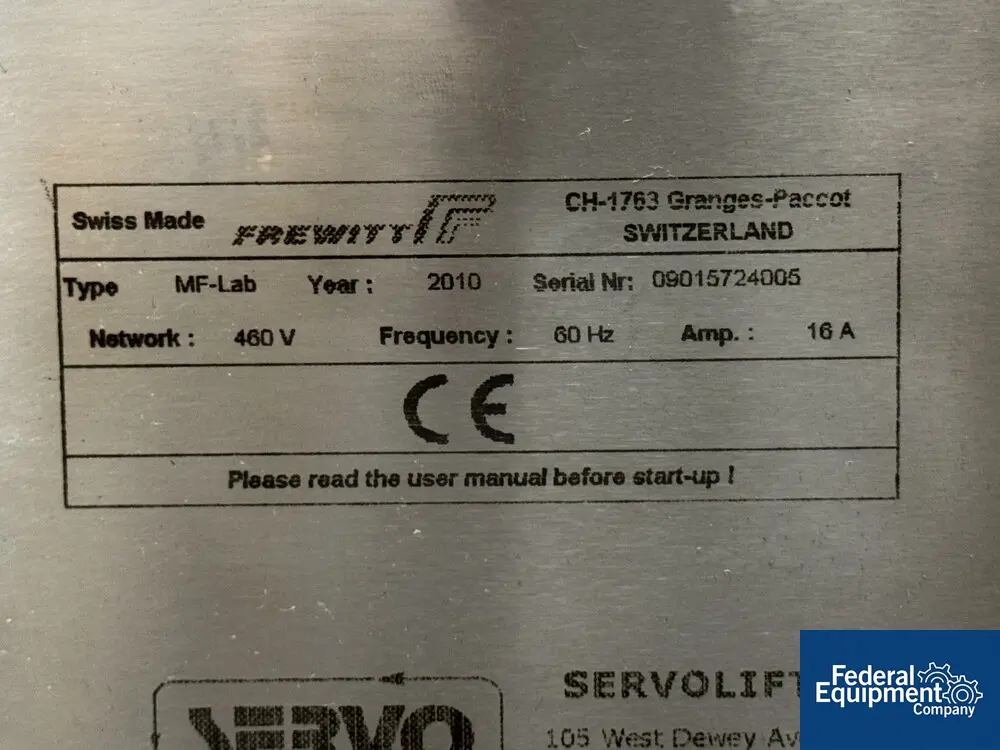 Swiss Made FREWITT CH-1763 Granges-Paccot
SWITZERLAND
Type MF-Lab Year : 2010 Serial Nr: 09015724005
Network : 460 V Frequency : 60 Hz Amp. : 16 A
CE
Please read the user manual before start-up !
SERVO
SERVOLIFT
105 West Dewey Av
Federal
Equipment
Company